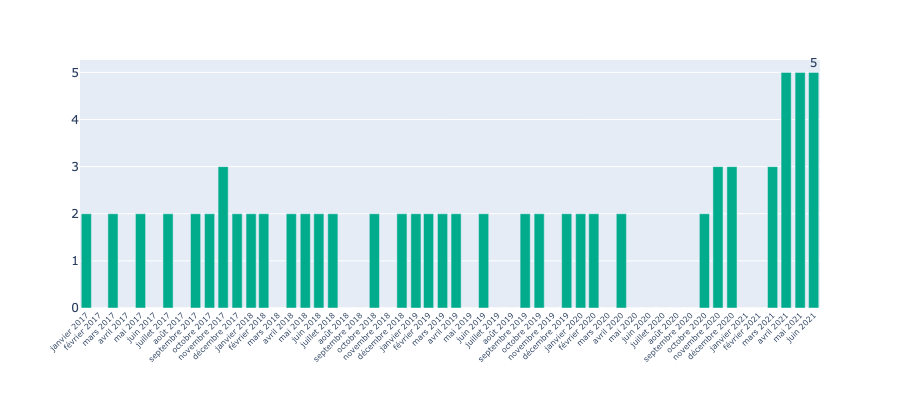 5
5
4
3
2
1
0
janvier 2017
février 2017
mars 2017
avril 2017
mai 2017
juin 2017
juillet 2017
août 2017
septembre 2017
octobre 2017
novembre 2017
décembre 2017
janvier 2018
février 2018
mars 2018
avril 2018
mai 2018
juin 2018
juillet 2018
août 2018
septembre 2018
octobre 2018
novembre 2018
décembre 2018
janvier 2019
février 2019
mars 2019
avril 2019
mai 2019
juin 2019
juillet 2019
août 2019
septembre 2019
octobre 2019
novembre 2019
décembre 2019
janvier 2020
février 2020
mars 2020
avril 2020
mai 2020
juin 2020
juillet 2020
août 2020
septembre 2020
octobre 2020
novembre 2020
décembre 2020
janvier 2021
février 2021
mars 2021
avril 2021
mai 2021
juin 2021